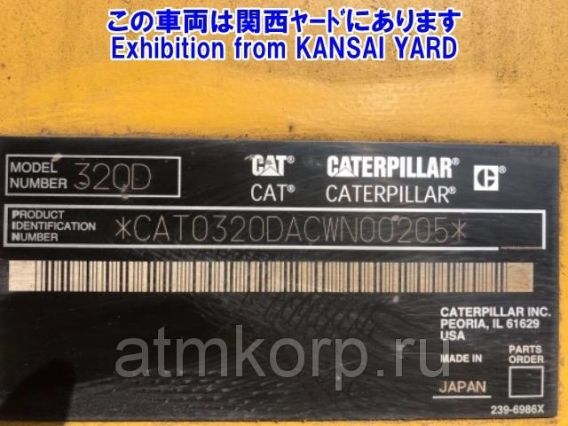 この車両は関西ヤードにあります
Exhibition from KANSAI YARD
MODEL NUMBER 320D
CAT® CATERPILLAR® C®
CAT® CATERPILLAR®
PRODUCT IDENTIFICATION NUMBER *CAT0320DACWN00205*
CATERPILLAR INC.
PEORIA, IL 61629
USA
MADE IN PARTS ORDER
JAPAN
239-6986X
atmkorp.ru